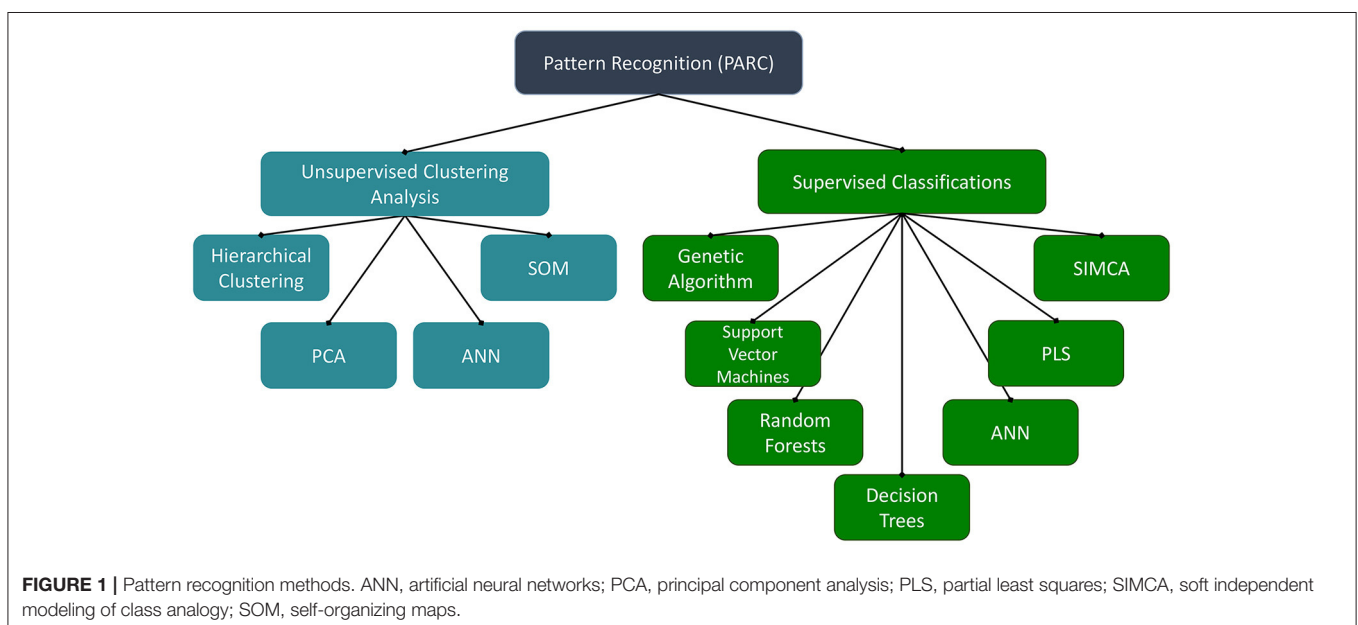 Pattern Recognition (PARC)
Unsupervised Clustering
Analysis
Supervised Classifications
Hierarchical
Clustering
SOM
PCA
ANN
Genetic
Algorithm
SIMCA
Support
Vector
Machines
PLS
Random
Forests
ANN
Decision
Trees
FIGURE 1 | Pattern recognition methods. ANN, artificial neural networks; PCA, principal component analysis; PLS, partial least squares; SIMCA, soft independent
modeling of class analogy; SOM, self-organizing maps.